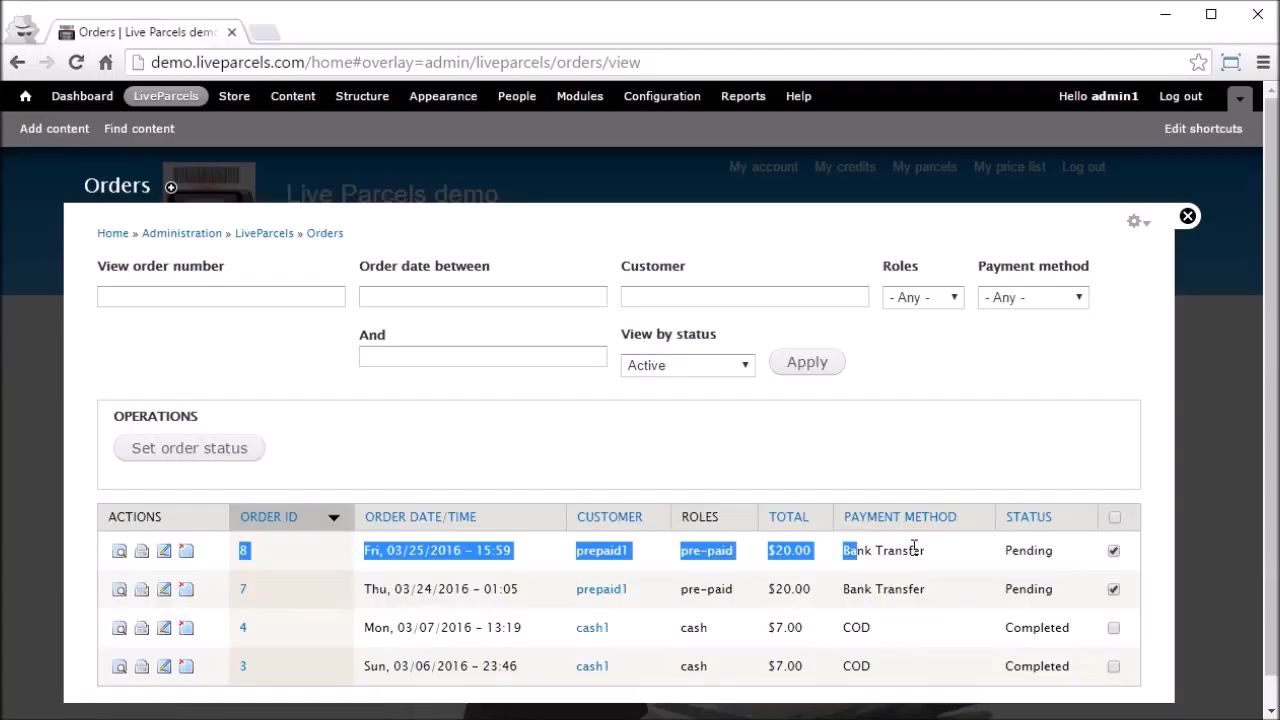 Orders | Live Parcels demo
demo.liveparcels.com/home#overlay=admin/liveparcels/orders/view
Dashboard LiveParcels Store Content Structure Appearance People Modules Configuration Reports Help Hello admin1 Log out
Add content Find content Edit shortcuts
My account My credits My parcels My price list Log out
Orders
Live Parcels demo
Home » Administration » LiveParcels » Orders
View order number Order date between Customer Roles Payment method
- Any - - Any -
And View by status
Active Apply
OPERATIONS
Set order status
ACTIONS ORDER ID ORDER DATE/TIME CUSTOMER ROLES TOTAL PAYMENT METHOD STATUS
8 Fri, 03/25/2016 - 15:59 prepaid1 pre-paid $20.00 Bank Transfer Pending
7 Thu, 03/24/2016 - 01:05 prepaid1 pre-paid $20.00 Bank Transfer Pending
4 Mon, 03/07/2016 - 13:19 cash1 cash $7.00 COD Completed
3 Sun, 03/06/2016 - 23:46 cash1 cash $7.00 COD Completed